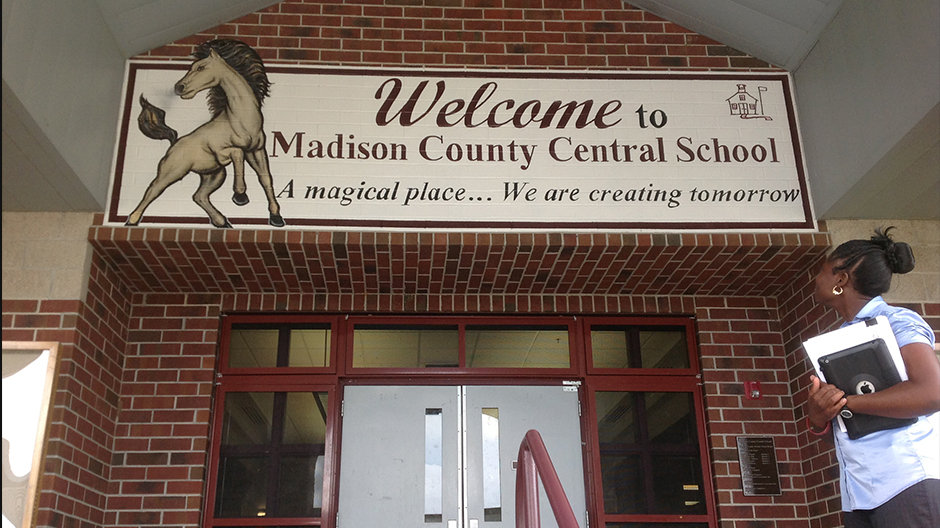 Welcome to
Madison County Central School
A magical place... We are creating tomorrow